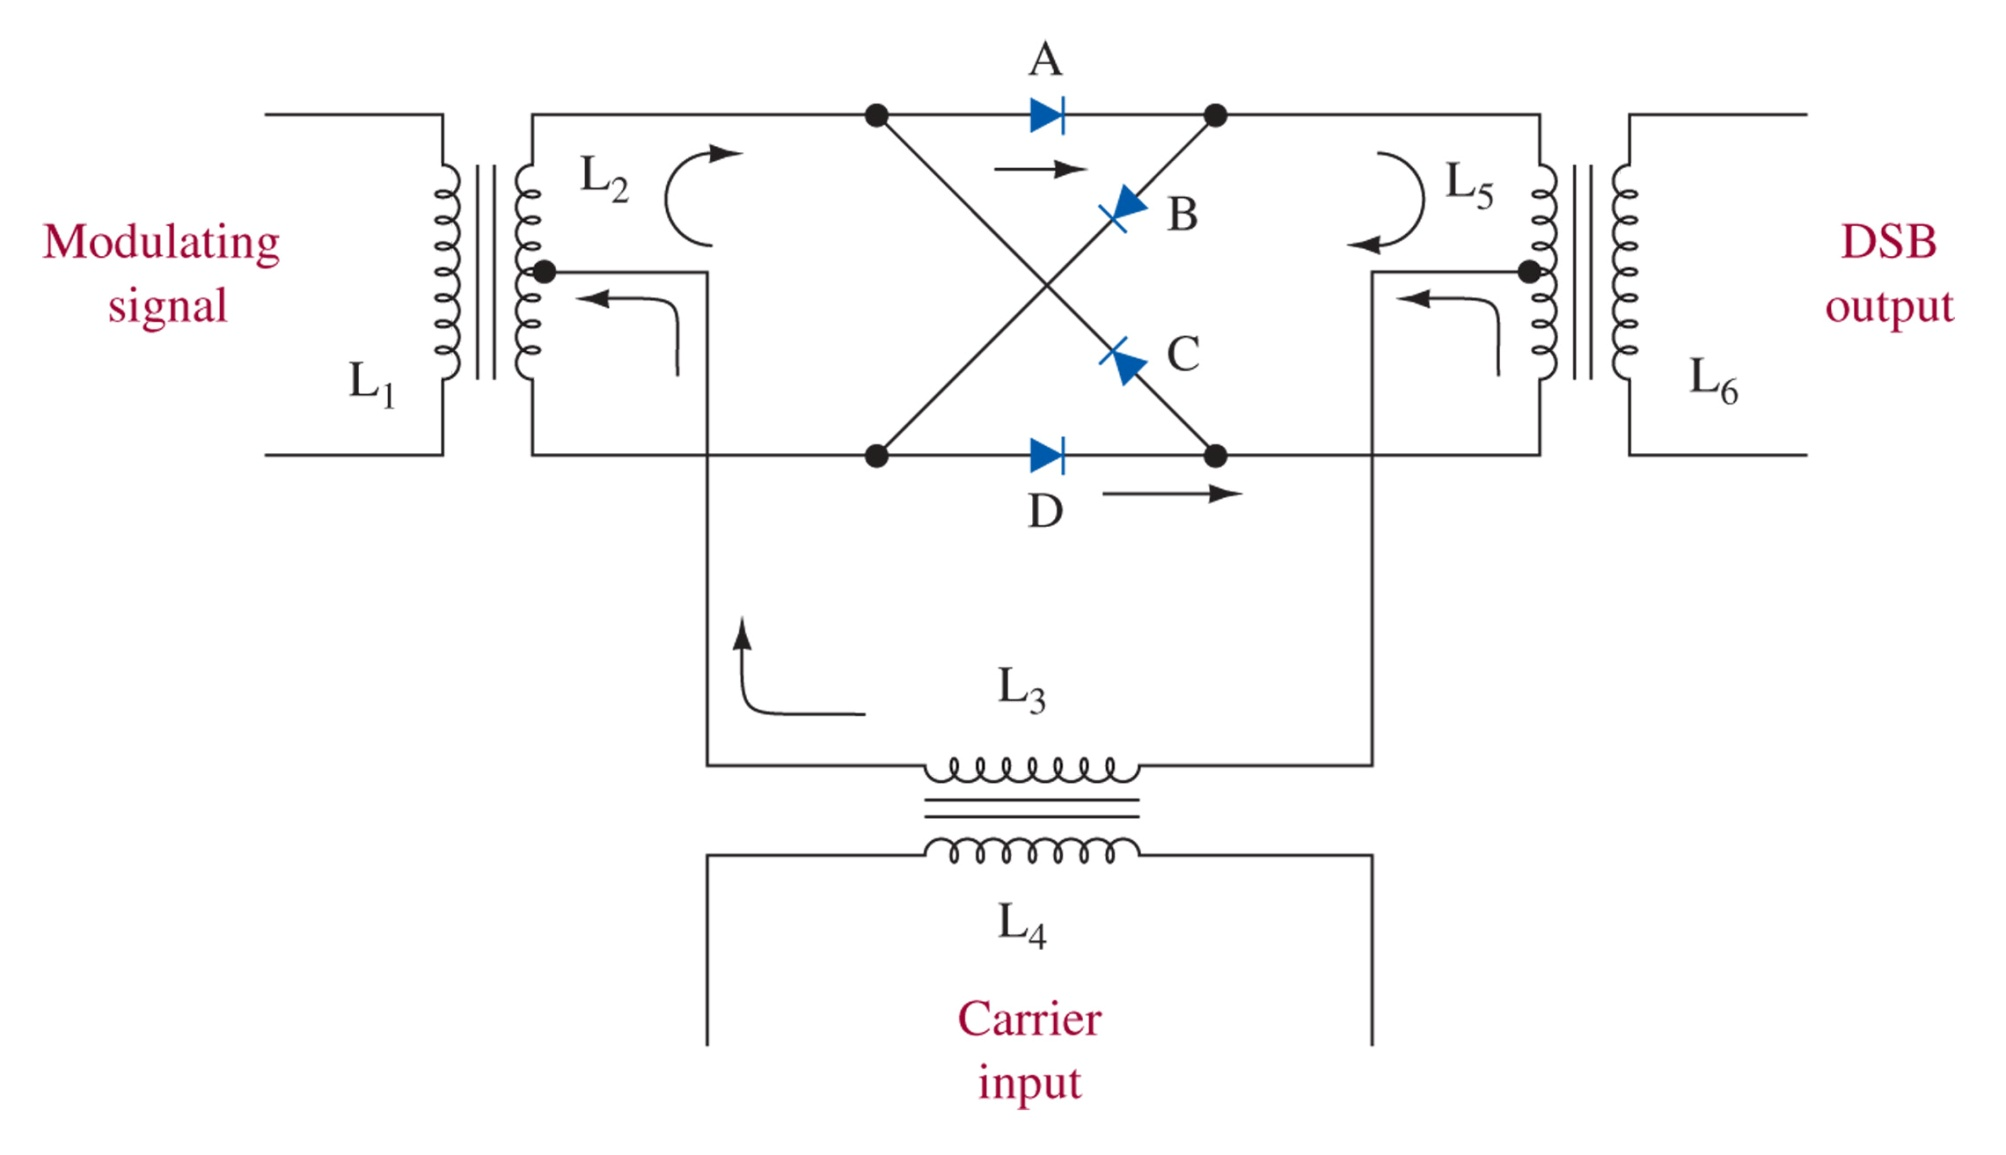 A
L2
L5
B
Modulating
signal
DSB
output
C
L1
L6
D
L3
L4
Carrier
input